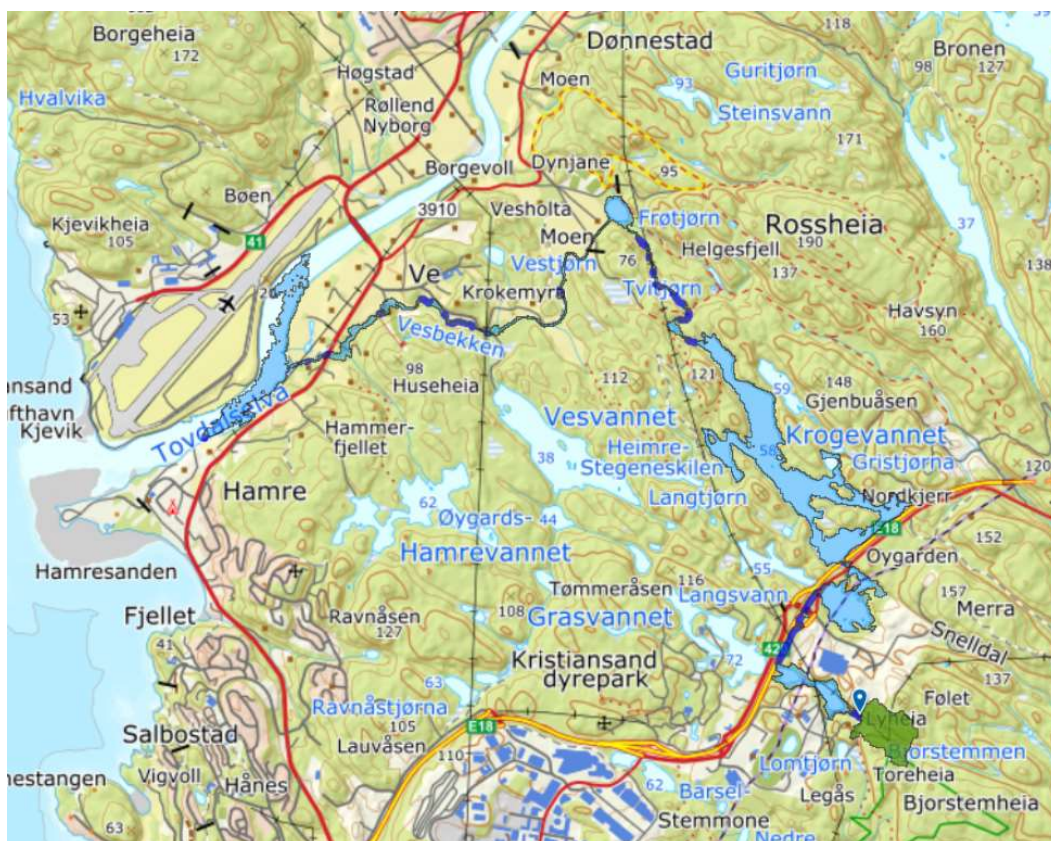 Borgeheia
172
Hvalvika
Høgstad
Røllend
Nyborg
Dønnestad
Moen
Guritjørn
93
Steinsvann
118
Bronen
98
127
171
Borgevoll
Dynjane
95
Bøen
Kjevikheia
105
41
3910
Vesholta
Frøtjørn
Rossheia
190
37
Moen
Helgesfjell
76
137
138
Vestjørn
Ve
Krokemyra
Tvitjørn
Havsyn
160
20
53
Vesbekken
98
Huseheia
112
121
59
148
Gjenbuåsen
Kjevik
Tovdalselva
Hammer-
fjellet
Vesvannet
Heimre-
Stegeneskilen
38
58
Krogevannet
Gristjørna
120
Langtjørn
Nordkjerr
Hamre
62
Øygards-
44
E18
152
Hamrevannet
Oygarden
Hamresanden
55
Tømmeråsen
116
Langsvann
157
Merra
Fjellet
Ravnåsen
127
108
Grasvannet
Snelldal
41
Kristiansand
dyrepark
72
137
63
Ravnåstjørna
105
Lauvåsen
E18
Følet
Lyheia
Salbostad
110
Bjorstemmen
Vigvoll
Hånes
Lomtjørn
Toreheia
nestangen
62
Barsel-
Legås
Bjorstemheia
63
Stemmone
Nedre